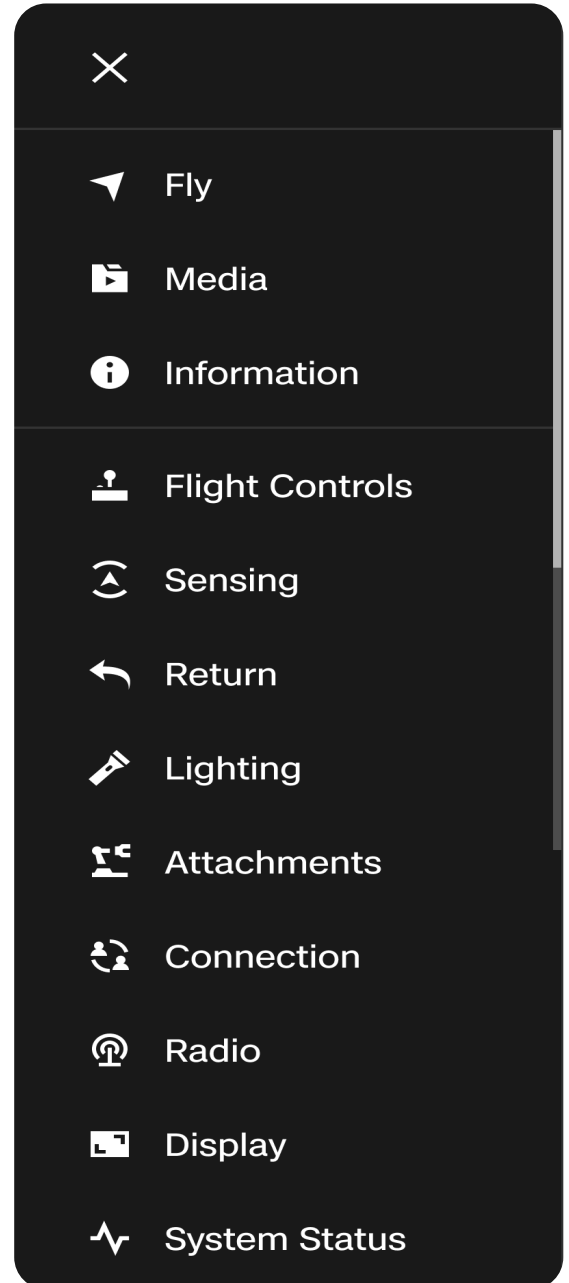 Fly
Media
Information
Flight Controls
Sensing
Return
Lighting
Attachments
Connection
Radio
Display
System Status